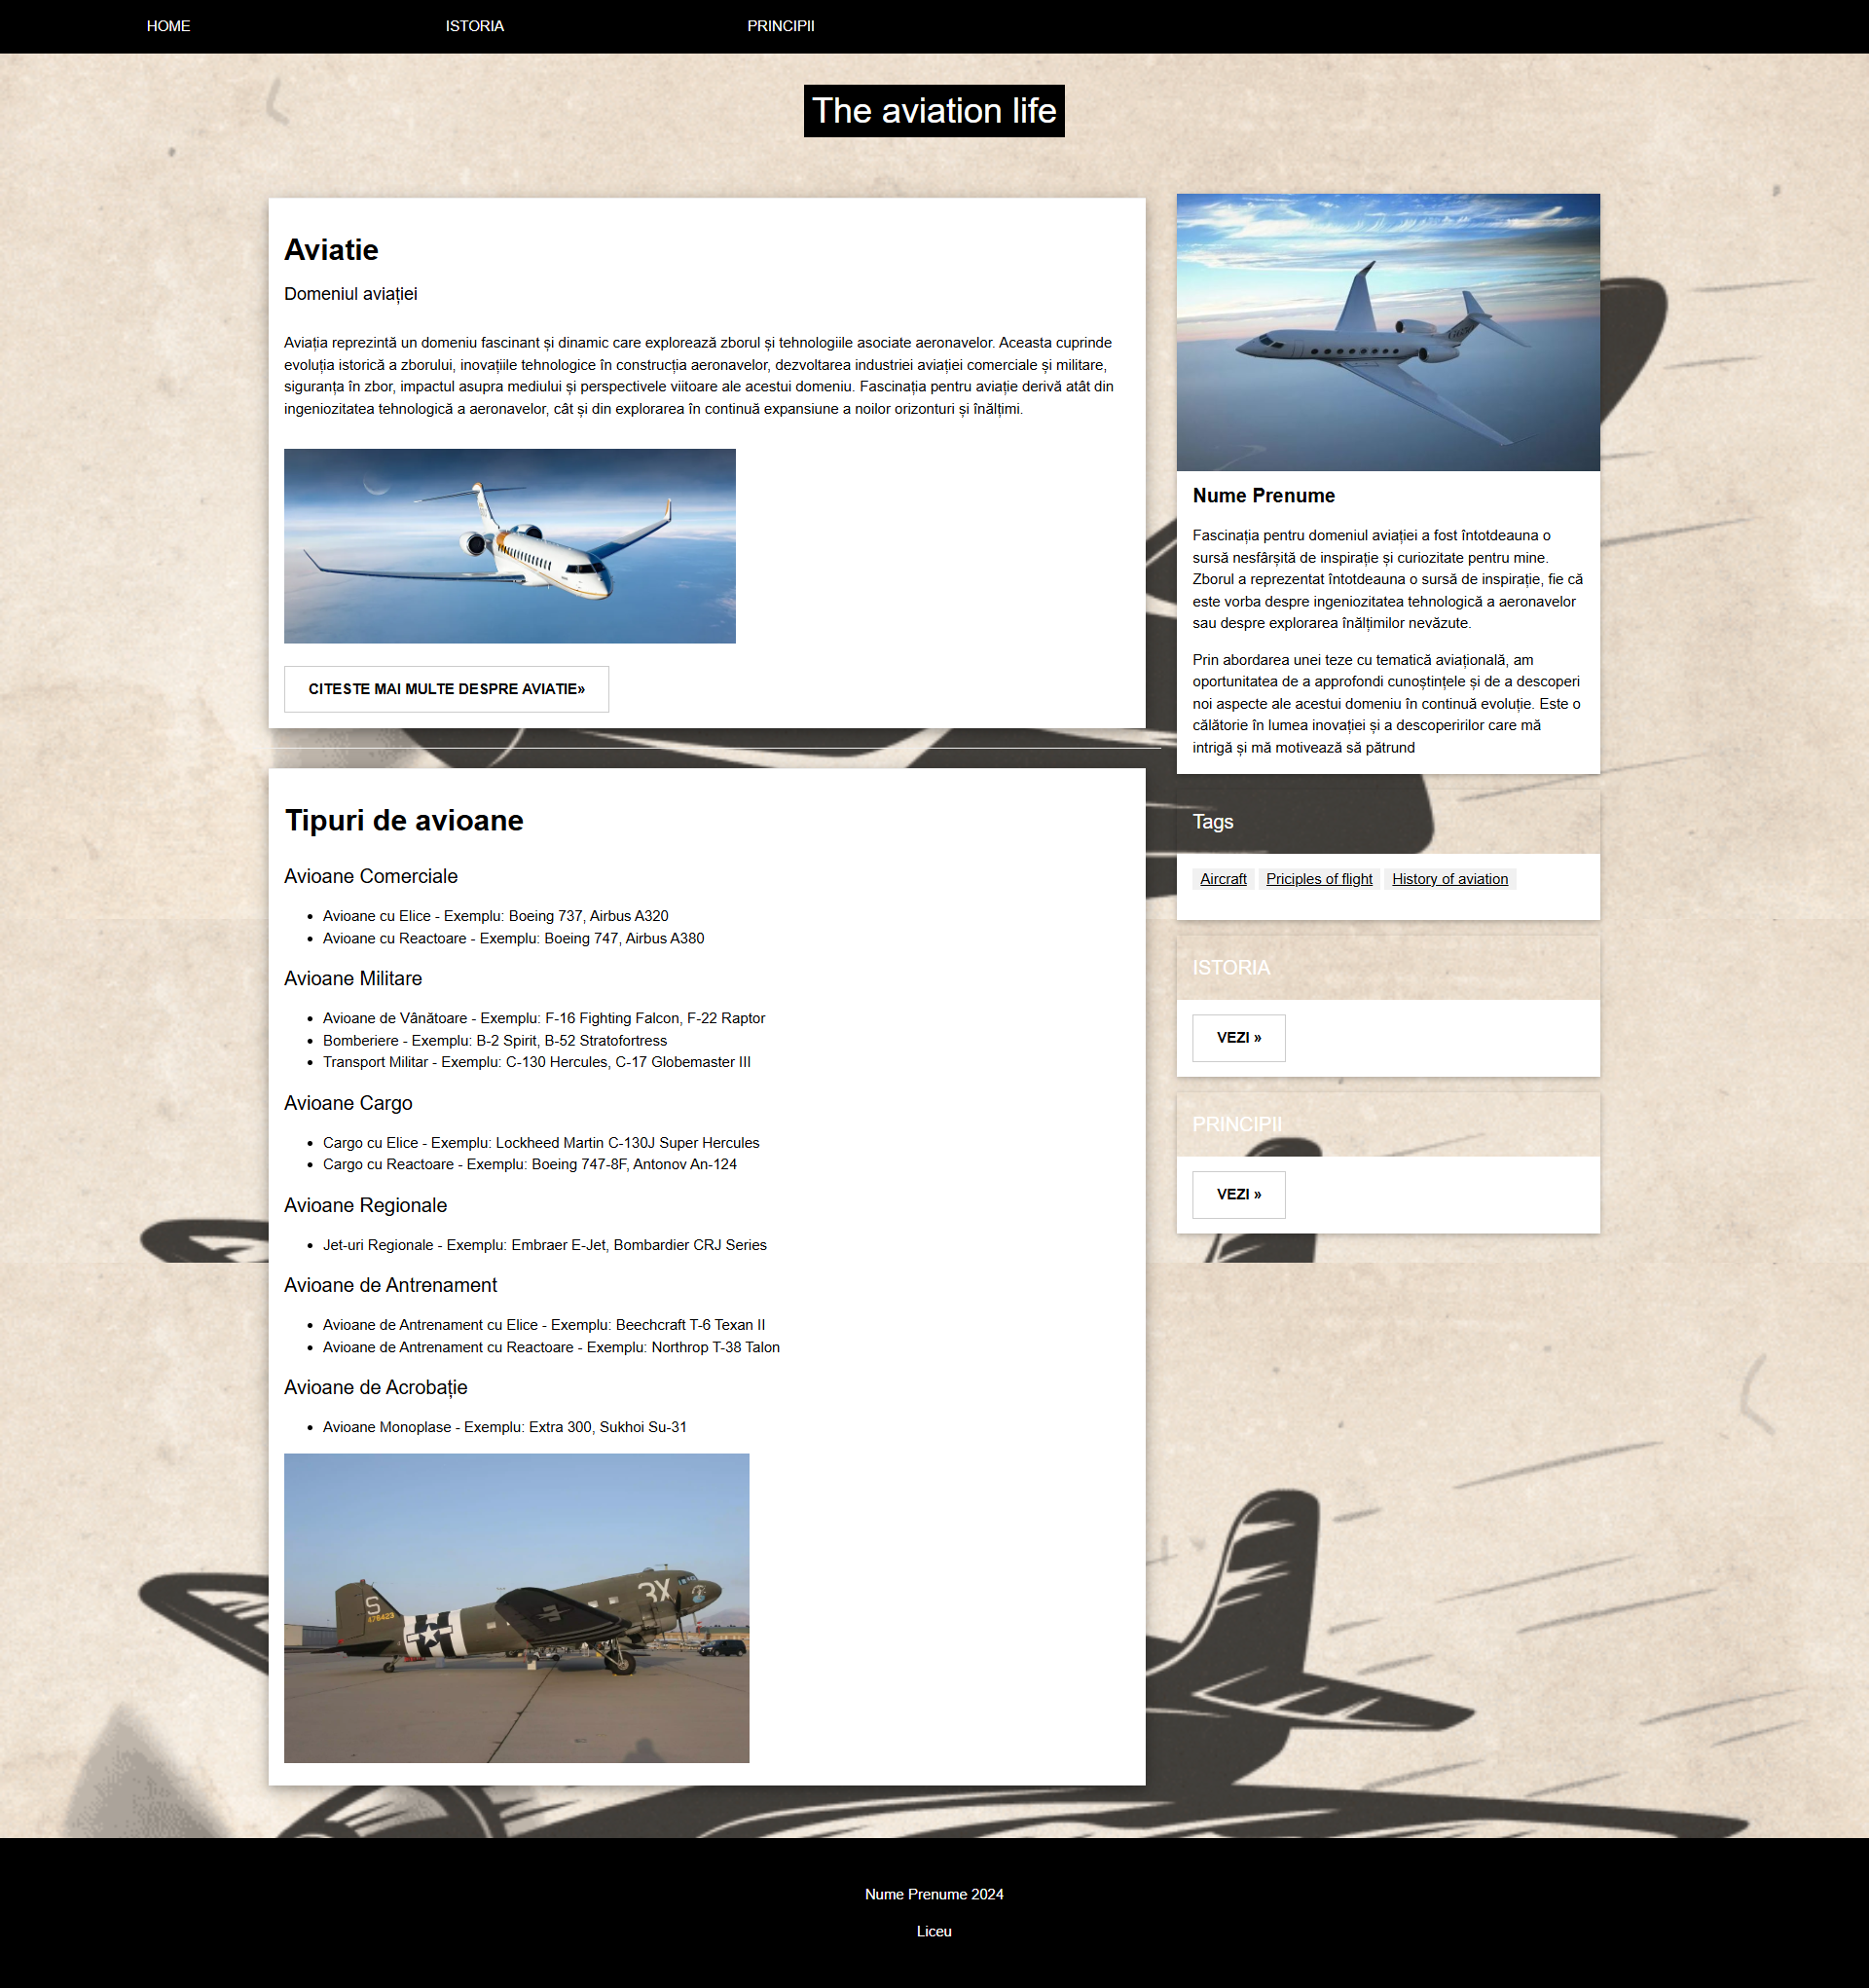 HOME
ISTORIA
PRINCIPII
The aviation life
Aviatie
Domeniul aviației
Aviația reprezintă un domeniu fascinant și dinamic care explorează zborul și tehnologiile asociate aeronavelor. Aceasta cuprinde
evoluția istorică a zborului, inovațiile tehnologice în construcția aeronavelor, dezvoltarea industriei aviației comerciale și militare,
siguranța în zbor, impactul asupra mediului și perspectivele viitoare ale acestui domeniu. Fascinația pentru aviație derivă atât din
ingeniozitatea tehnologică a aeronavelor, cât și din explorarea în continuă expansiune a noilor orizonturi și înălțimi.
CITESTE MAI MULTE DESPRE AVIATIE»
Tipuri de avioane
Avioane Comerciale
• Avioane cu Elice - Exemplu: Boeing 737, Airbus A320
• Avioane cu Reactoare - Exemplu: Boeing 747, Airbus A380
Avioane Militare
• Avioane de Vânătoare - Exemplu: F-16 Fighting Falcon, F-22 Raptor
• Bombeiere - Exemplu: B-2 Spirit, B-52 Stratofortress
• Transport Militar - Exemplu: C-130 Hercules, C-17 Globemaster III
Avioane Cargo
• Cargo cu Elice - Exemplu: Lockheed Martin C-130J Super Hercules
• Cargo cu Reactoare - Exemplu: Boeing 747-8F, Antonov An-124
Avioane Regionale
• Jet-uri Regionale - Exemplu: Embraer E-Jet, Bombardier CRJ Series
Avioane de Antrenament
• Avioane de Antrenament cu Elice - Exemplu: Beechcraft T-6 Texan II
• Avioane de Antrenament cu Reactoare - Exemplu: Northrop T-38 Talon
Avioane de Acrobație
• Avioane Monoplase - Exemplu: Extra 300, Sukhoi Su-31
S
476423
3X
Nume Prenume
Fascinația pentru domeniul aviației a fost întotdeauna o
sursă nesfârșită de inspirație și curiozitate pentru mine.
Zborul a reprezentat întotdeauna o sursă de inspirație, fie că
este vorba despre ingeniozitatea tehnologică a aeronavelor
sau despre explorarea înălțimilor nevăzute.
Prin abordarea unei teze cu tematică aviațională, am
oportunitatea de a approfondi cunoștințele și de a descoperi
noi aspecte ale acestui domeniu în continuă evoluție. Este o
călătorie în lumea inovației și a descoperirilor care mă
intrigă și mă motivează să pătrund
Tags
Aircraft Priciples of flight History of aviation
ISTORIA
VEZI »
PRINCIPII
VEZI »
Nume Prenume 2024
Liceu